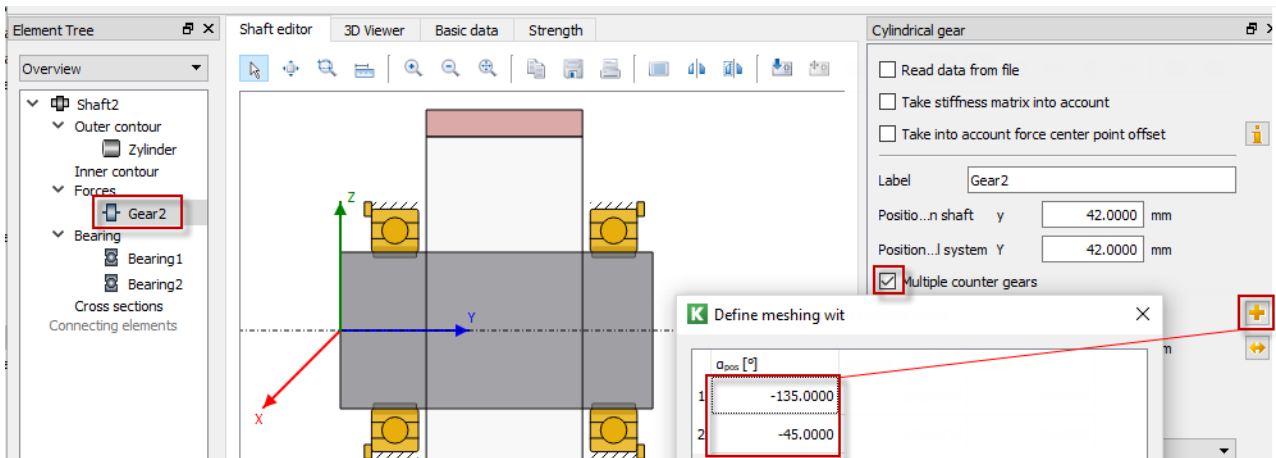 Element Tree
Overview
Shaft2
Outer contour
Zylinder
Inner contour
Forces
Gear2
Bearing
Bearing1
Bearing2
Cross sections
Connecting elements
Shaft editor 3D Viewer Basic data Strength
Z
Y
X
Cylindrical gear
Read data from file
Take stiffness matrix into account
Take into account force center point offset
Label Gear2
Positio...n shaft y 42.0000 mm
Position...l system Y 42.0000 mm
Multiple counter gears
m
K Define meshing wit
αpos [°]
1 -135.0000
2 -45.0000